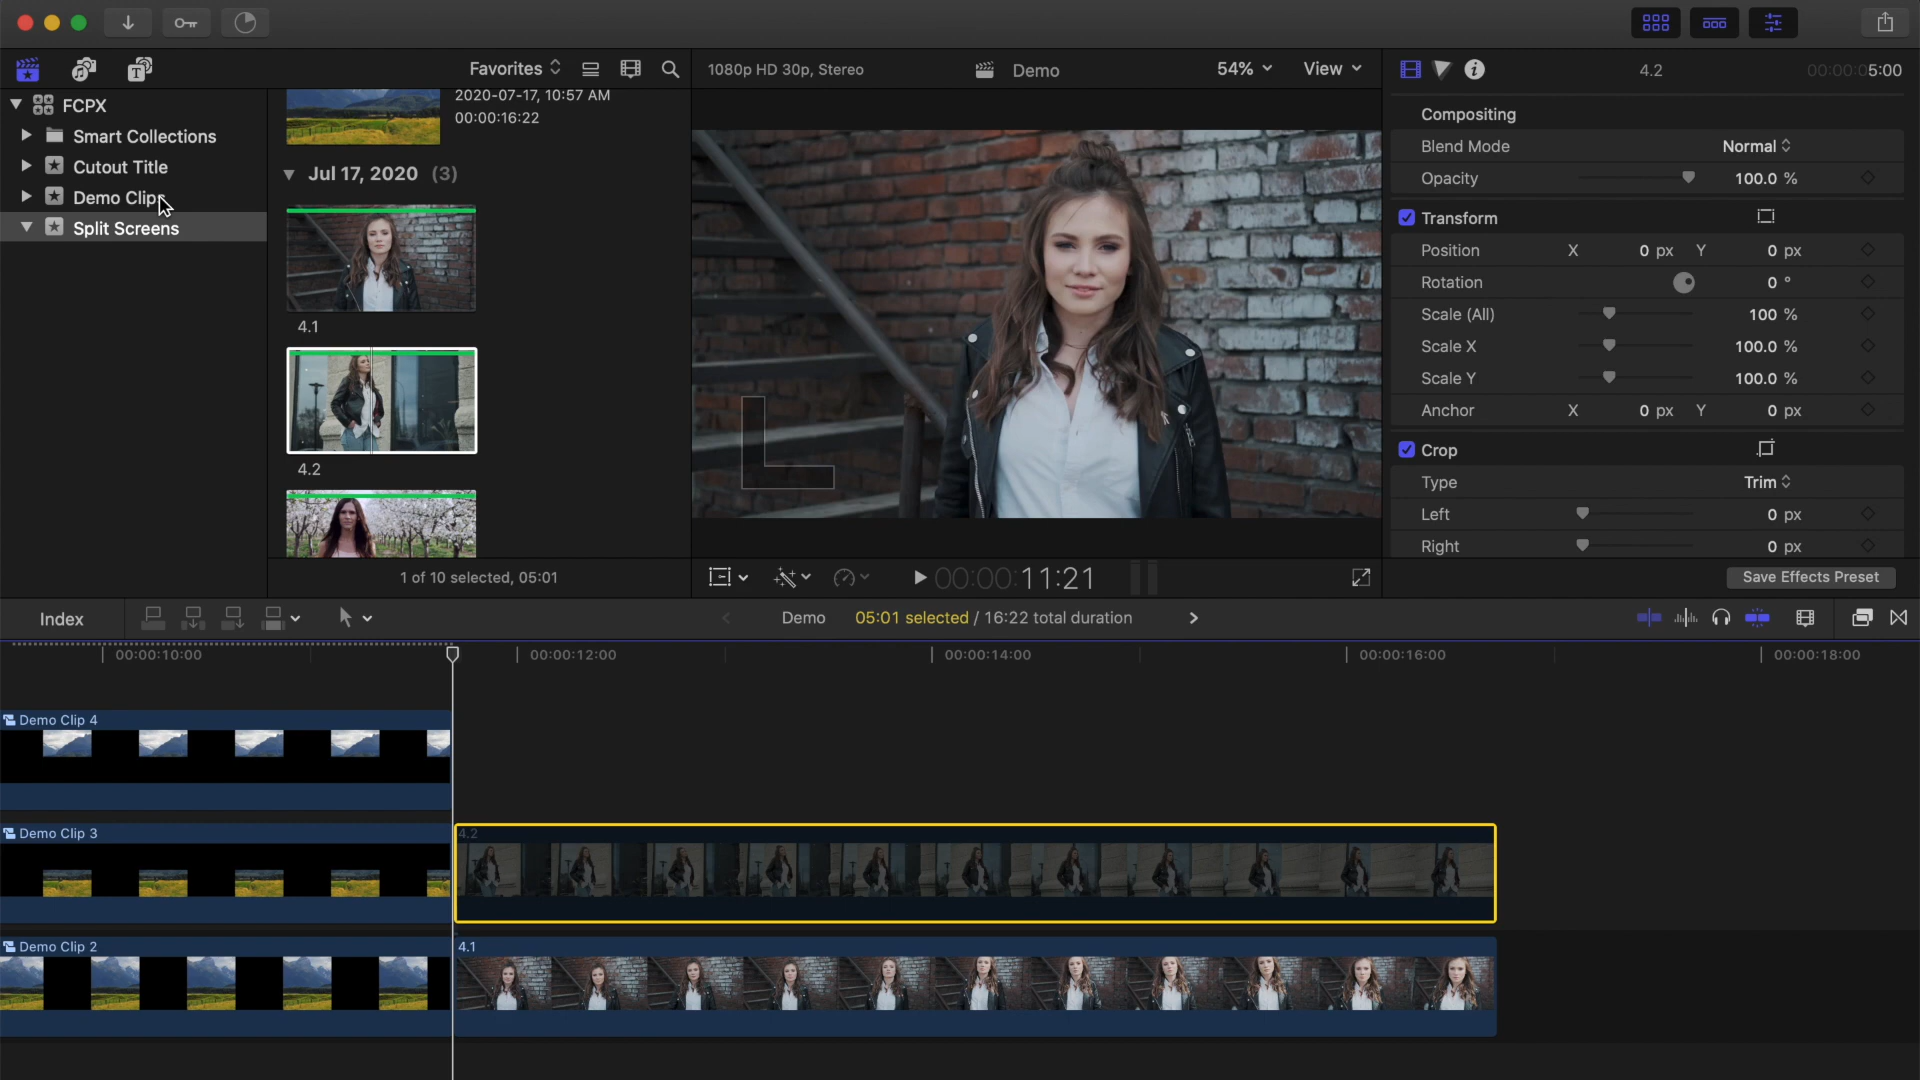 Favorites
1080p HD 30p, Stereo
Demo
54%
View
4.2
00:00:05:00
FCPX
Smart Collections
Cutout Title
Demo Clips
Split Screens
2020-07-17, 10:57 AM
00:00:16:22
Jul 17, 2020 (3)
4.1
4.2
1 of 10 selected, 05:01
00:00:11:21
Compositing
Blend Mode Normal
Opacity 100.0 %
Transform
Position X 0 px Y 0 px
Rotation 0 °
Scale (All) 100 %
Scale X 100.0 %
Scale Y 100.0 %
Anchor X 0 px Y 0 px
Crop
Type Trim
Left 0 px
Right 0 px
Save Effects Preset
Index
Demo
05:01 selected / 16:22 total duration
00:00:10:00
00:00:12:00
00:00:14:00
00:00:16:00
00:00:18:00
Demo Clip 4
Demo Clip 3
4.2
Demo Clip 2
4.1